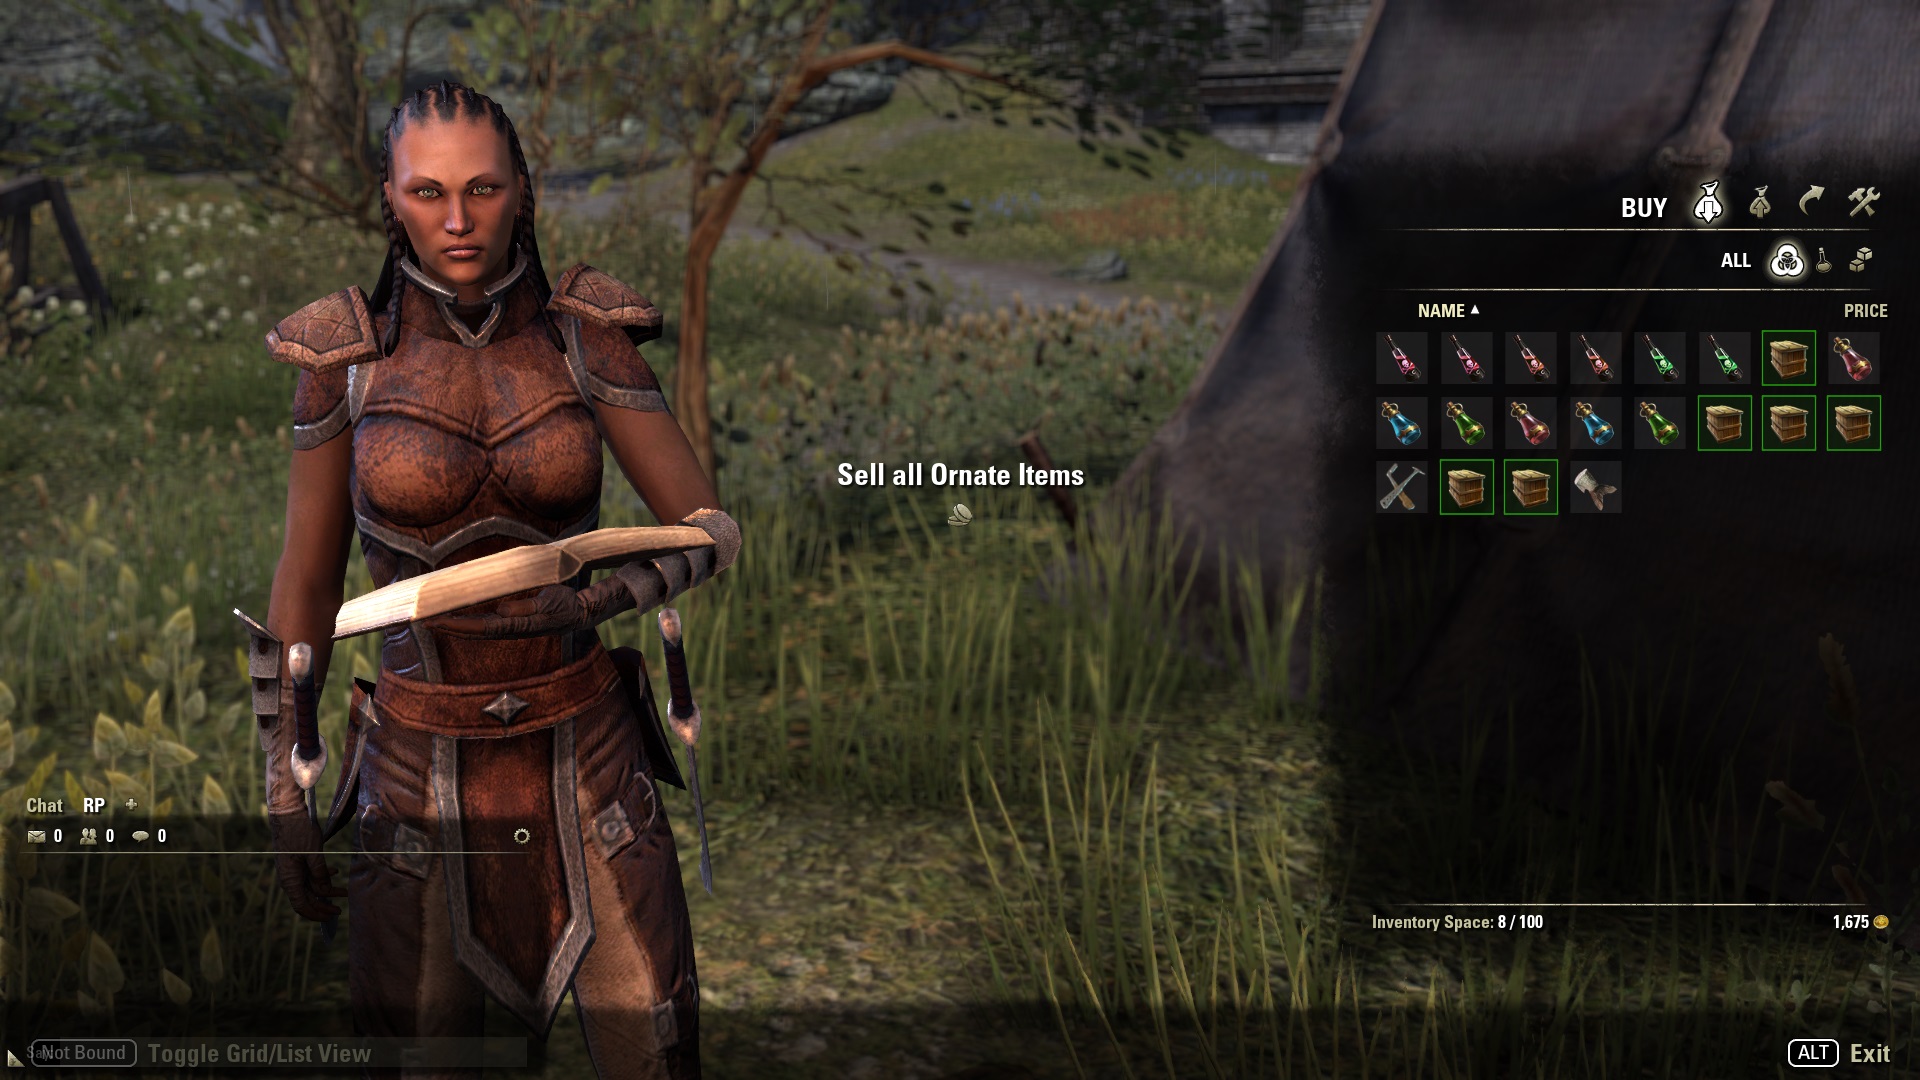 BUY
ALL
NAME
PRICE
Sell all Ornate Items
Chat RP +
0 0 0
Inventory Space: 8 / 100
1,675
Not Bound Toggle Grid/List View
ALT Exit